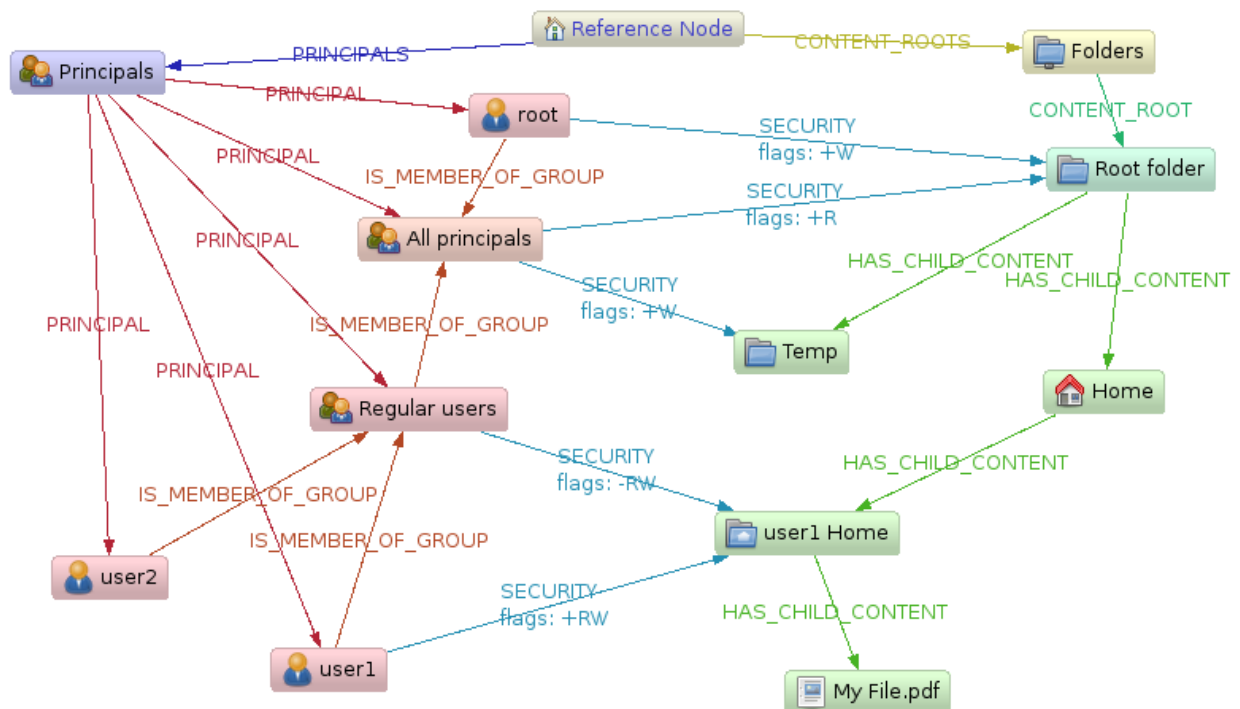 Reference Node
PRINCIPALS
CONTENT_ROOTS
Folders
Principals
PRINCIPAL
root
CONTENT_ROOT
SECURITY
flags: +W
PRINCIPAL
Root folder
IS_MEMBER_OF_GROUP
SECURITY
flags: +R
PRINCIPAL
All principals
HAS_CHILD_CONTENT
HAS_CHILD_CONTENT
SECURITY
flags: +W
PRINCIPAL
IS_MEMBER_OF_GROUP
Temp
PRINCIPAL
Home
Regular users
SECURITY
flags: -RW
HAS_CHILD_CONTENT
IS_MEMBER_OF_GROUP
user1 Home
IS_MEMBER_OF_GROUP
user2
SECURITY
flags: +RW
HAS_CHILD_CONTENT
user1
My File.pdf